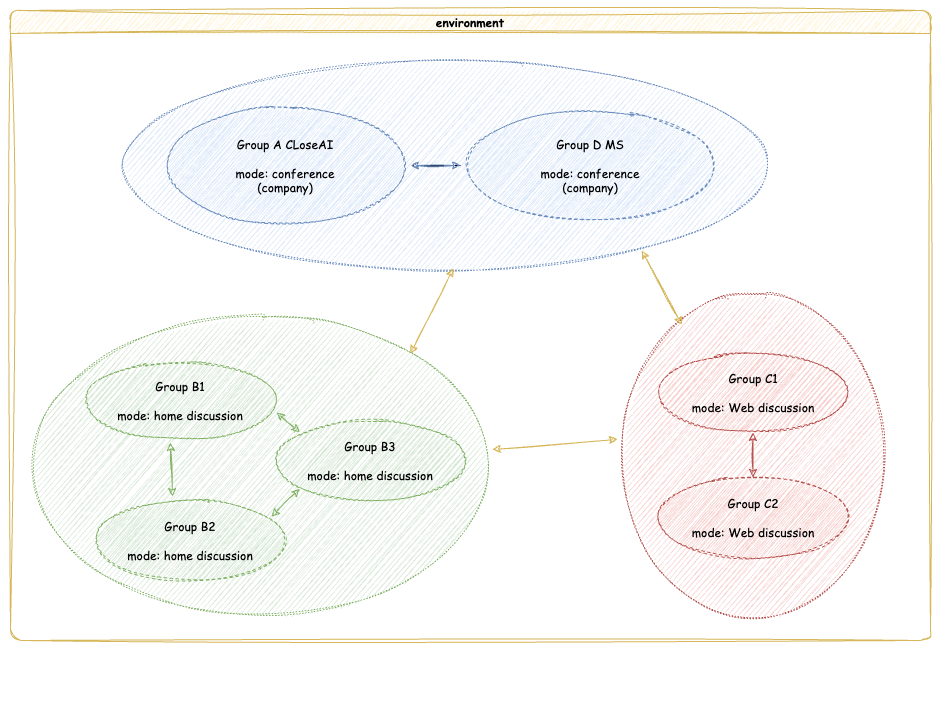 environment
Group A CLoseAI
mode: conference
(company)
Group D MS
mode: conference
(company)
Group B1
mode: home discussion
Group B3
mode: home discussion
Group B2
mode: home discussion
Group C1
mode: Web discussion
Group C2
mode: Web discussion